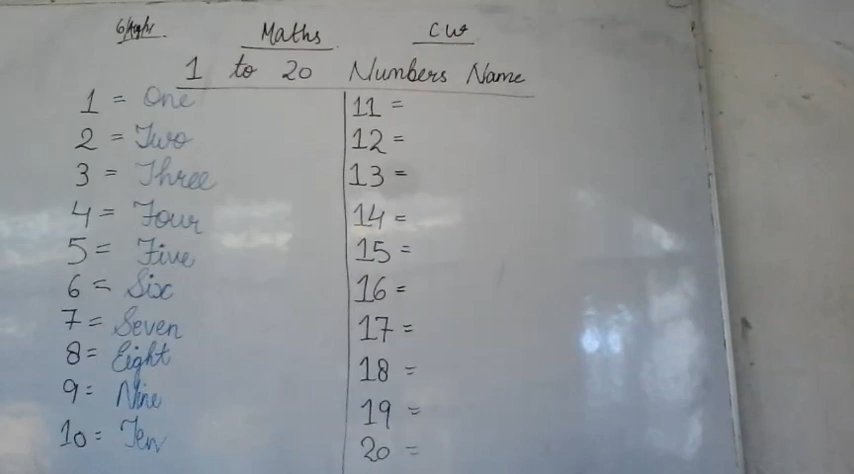 Maths
CW
1 to 20 Numbers Name
1 = One
2 = Two
3 = Three
4 = Four
5 = Five
6 = Six
7 = Seven
8 = Eight
9 = Nine
10 = Ten
11 =
12 =
13 =
14 =
15 =
16 =
17 =
18 =
19 =
20 =